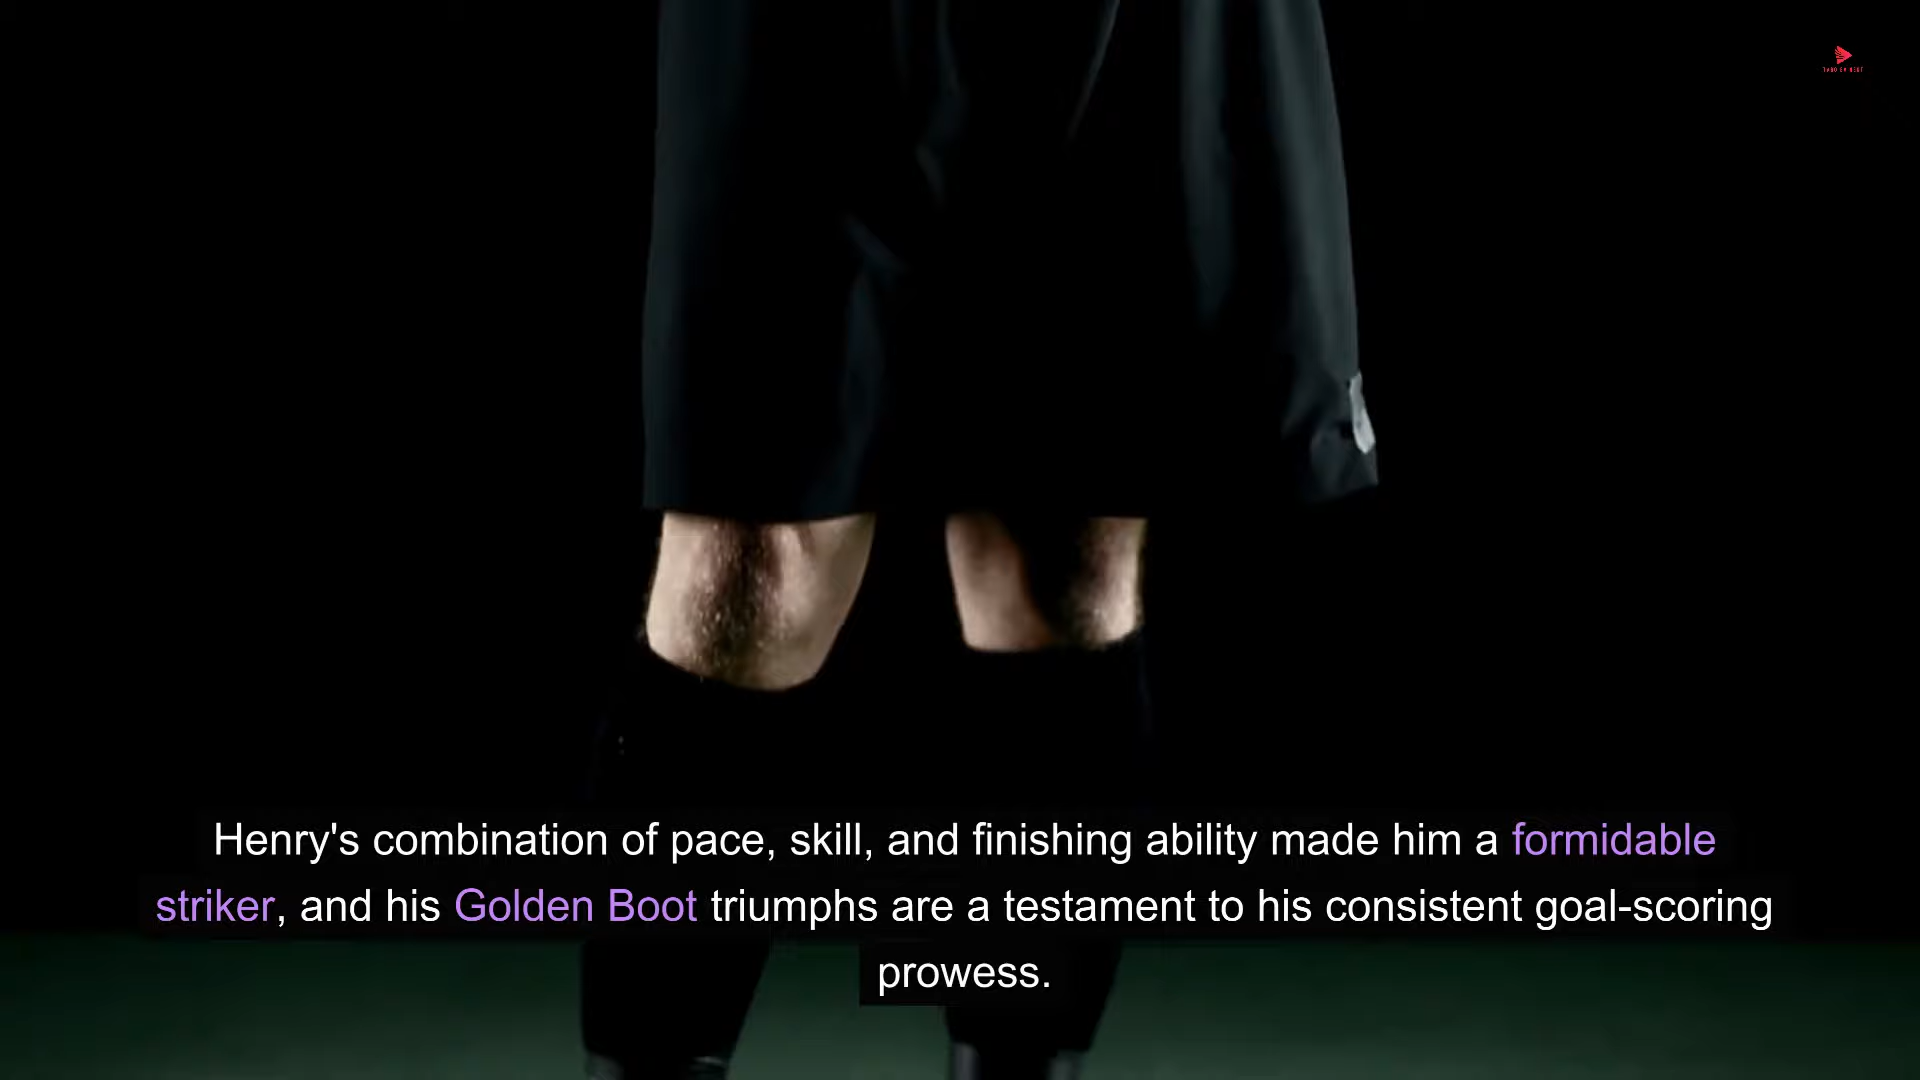 Henry's combination of pace, skill, and finishing ability made him a formidable
striker, and his Golden Boot triumphs are a testament to his consistent goal-scoring
prowess.